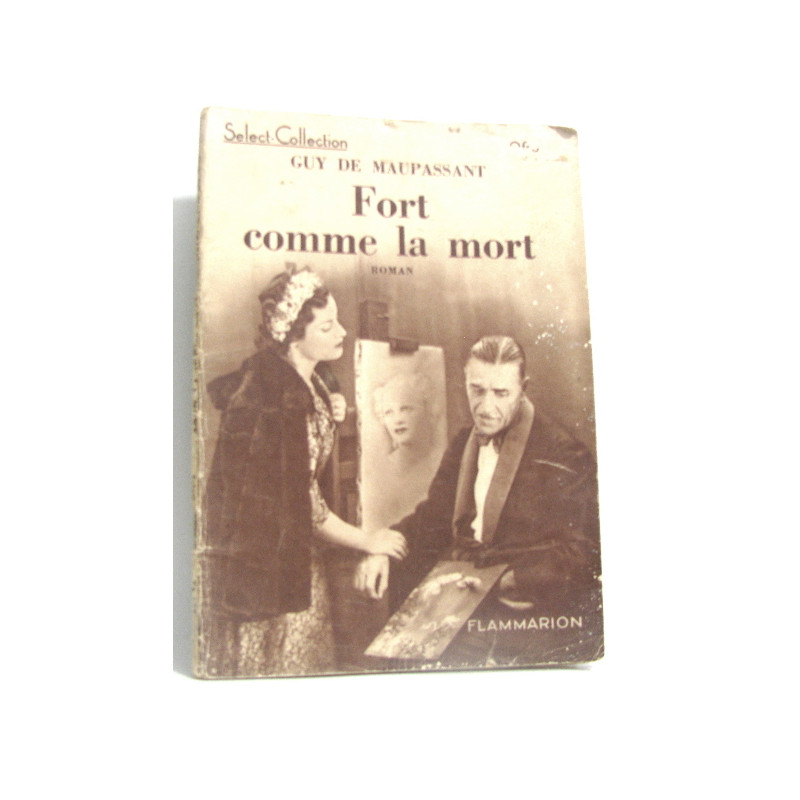 Select-Collection
GUY DE MAUPASSANT
Fort
comme la mort
ROMAN
FLAMMARION